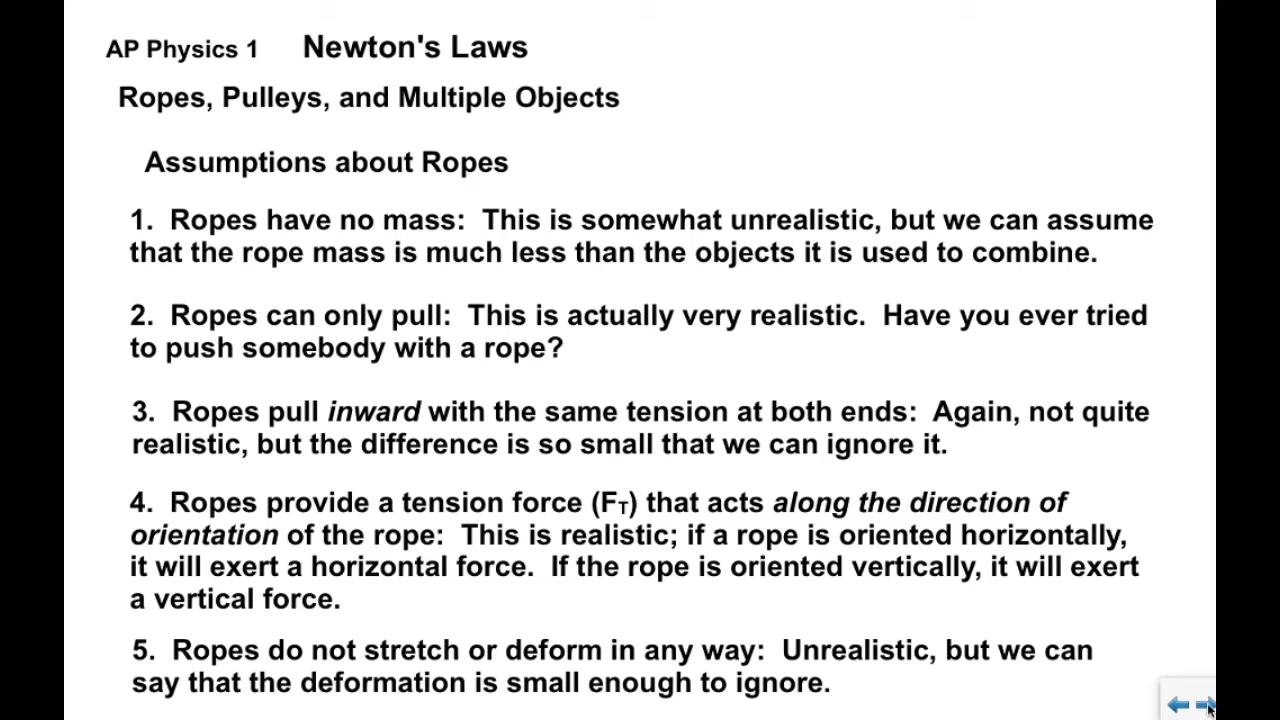 AP Physics 1 Newton's Laws
Ropes, Pulleys, and Multiple Objects
Assumptions about Ropes
1. Ropes have no mass: This is somewhat unrealistic, but we can assume
that the rope mass is much less than the objects it is used to combine.
2. Ropes can only pull: This is actually very realistic. Have you ever tried
to push somebody with a rope?
3. Ropes pull inward with the same tension at both ends: Again, not quite
realistic, but the difference is so small that we can ignore it.
4. Ropes provide a tension force (FT) that acts along the direction of
orientation of the rope: This is realistic; if a rope is oriented horizontally,
it will exert a horizontal force. If the rope is oriented vertically, it will exert
a vertical force.
5. Ropes do not stretch or deform in any way: Unrealistic, but we can
say that the deformation is small enough to ignore.